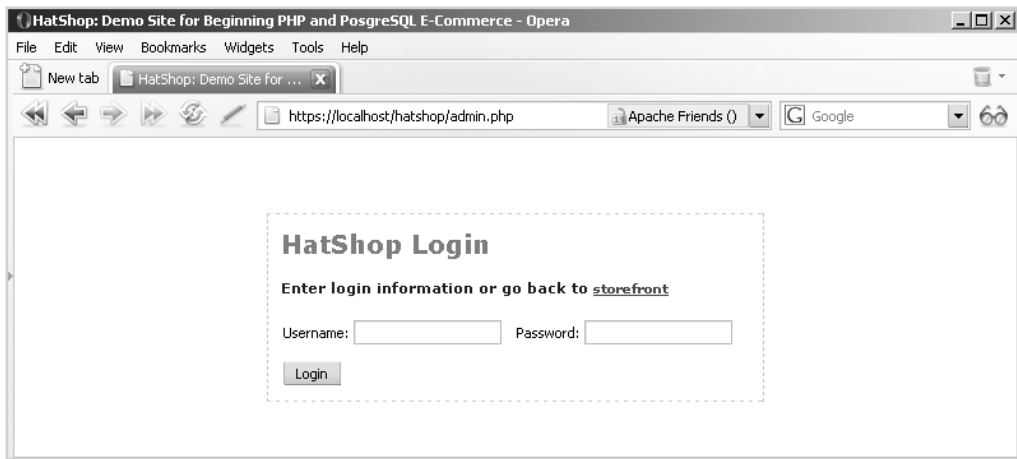 HatShop: Demo Site for Beginning PHP and PosgreSQL E-Commerce - Opera
File Edit View Bookmarks Widgets Tools Help
New tab HatShop: Demo Site for ...
https://localhost/hatshop/admin.php Apache Friends () G Google
HatShop Login
Enter login information or go back to storefront
Username: Password:
Login